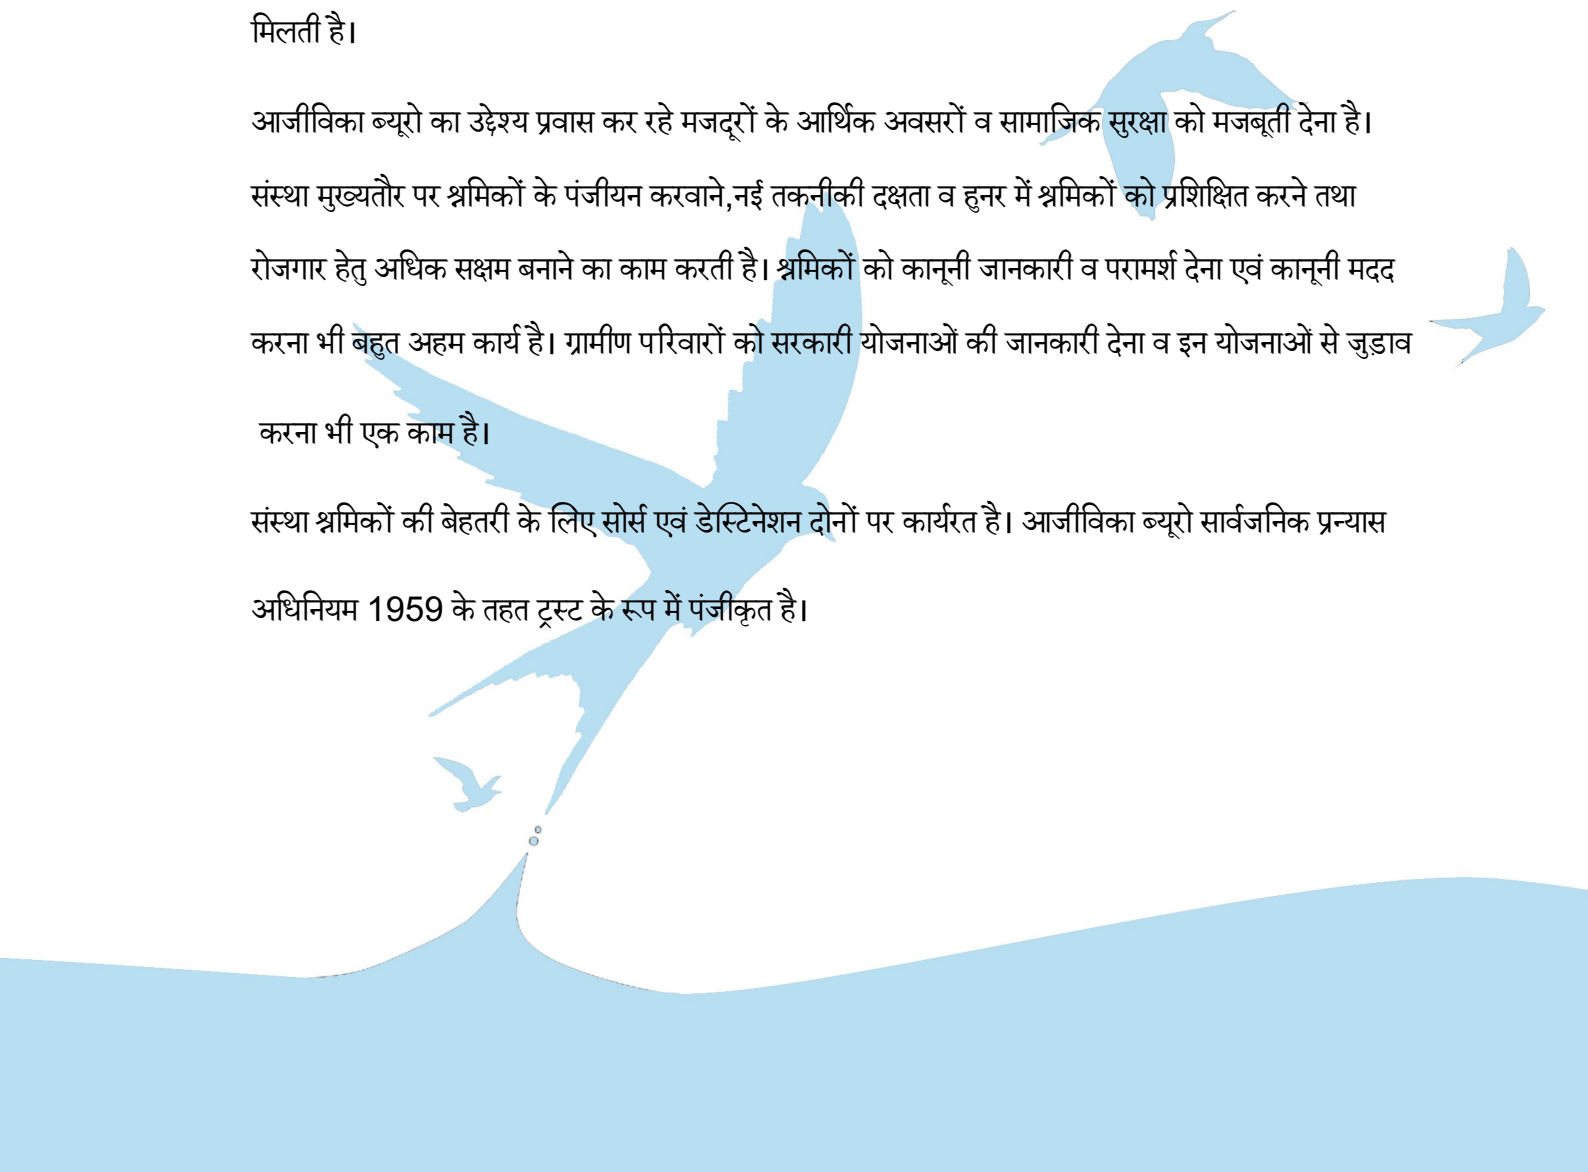 मिलती है।
आजीविका ब्यूरो का उद्देश्य प्रवास कर रहे मजदूरों के आर्थिक अवसरों व सामाजिक सुरक्षा को मजबूती देना है।
संस्था मुख्यतौर पर श्रमिकों के पंजीयन करवाने,नई तकनीकी दक्षता व हुनर में श्रमिकों को प्रशिक्षित करने तथा
रोजगार हेतु अधिक सक्षम बनाने का काम करती है। श्रमिकों को कानूनी जानकारी व परामर्श देना एवं कानूनी मदद
करना भी बहुत अहम कार्य है। ग्रामीण परिवारों को सरकारी योजनाओं की जानकारी देना व इन योजनाओं से जुड़ाव
करना भी एक काम है।
संस्था श्रमिकों की बेहतरी के लिए सोर्स एवं डेस्टिनेशन दोनों पर कार्यरत है। आजीविका ब्यूरो सार्वजनिक प्रन्यास
अधिनियम 1959 के तहत ट्रस्ट के रूप में पंजीकृत है।